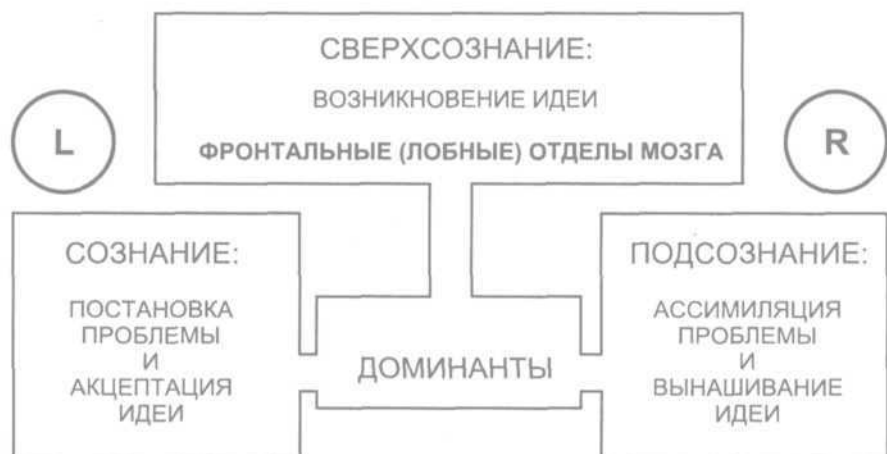 СВЕРХСОЗНАНИЕ:
ВОЗНИКНОВЕНИЕ ИДЕИ
ФРОНТАЛЬНЫЕ (ЛОБНЫЕ) ОТДЕЛЫ МОЗГА
L
R
СОЗНАНИЕ:
ПОСТАНОВКА
ПРОБЛЕМЫ
И
АКЦЕПТАЦИЯ
ИДЕИ
ДОМИНАНТЫ
ПОДСОЗНАНИЕ:
АССИМИЛЯЦИЯ
ПРОБЛЕМЫ
И
ВЫНАШИВАНИЕ
ИДЕИ